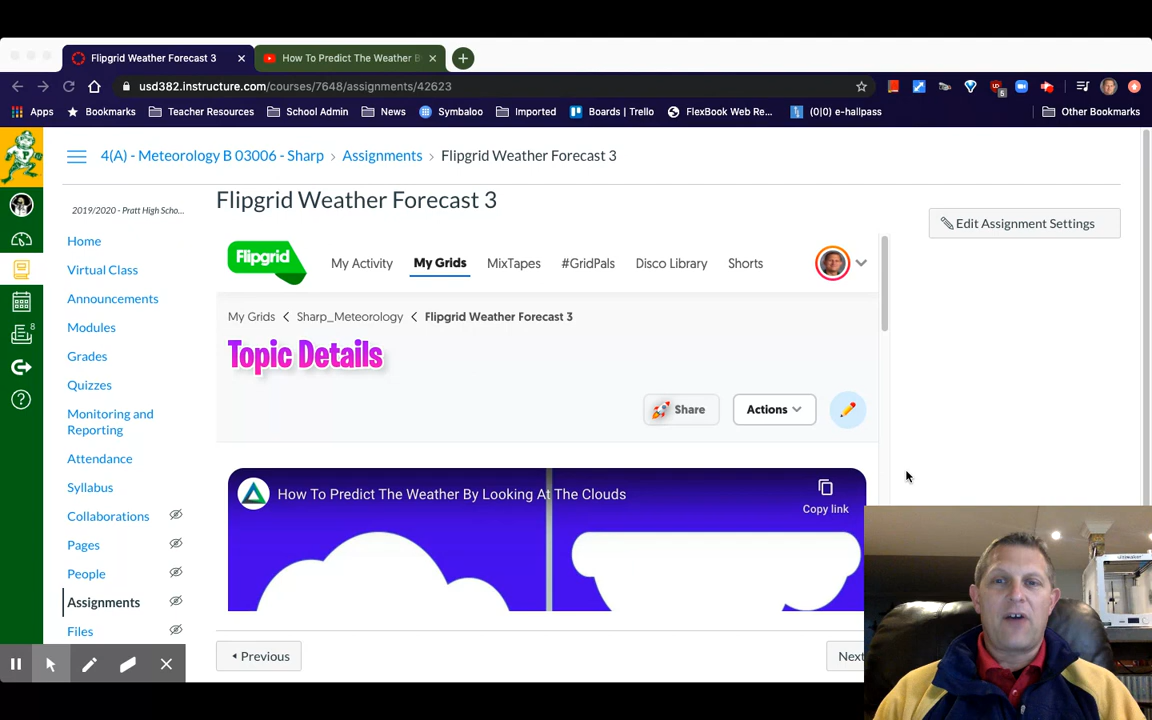 Flipgrid Weather Forecast 3
How To Predict The Weather B
usd382.instructure.com/courses/7648/assignments/42623
5
Apps
Bookmarks
Teacher Resources
School Admin
News
Symbaloo
Imported
Boards | Trello
FlexBook Web Re...
(0|0) e-hallpass
Other Bookmarks
4(A) - Meteorology B 03006 - Sharp › Assignments › Flipgrid Weather Forecast 3
2019/2020 - Pratt High Scho...
Home
Virtual Class
Announcements
Modules
Grades
Quizzes
Monitoring and
Reporting
Attendance
Syllabus
Collaborations
Pages
People
Assignments
Files
8
Flipgrid Weather Forecast 3
Edit Assignment Settings
Flipgrid
My Activity
My Grids
MixTapes
#GridPals
Disco Library
Shorts
My Grids < Sharp_Meteorology < Flipgrid Weather Forecast 3
Topic Details
Share
Actions
How To Predict The Weather By Looking At The Clouds
Copy link
Previous
Next